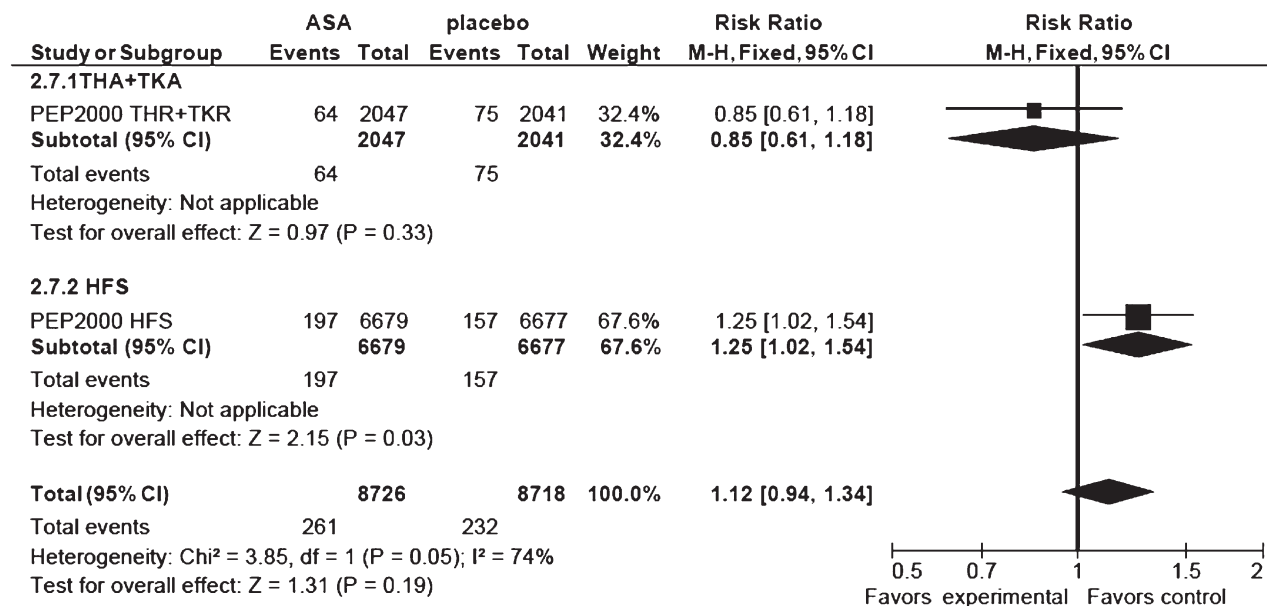 ASA placebo Risk Ratio Risk Ratio
Study or Subgroup Events Total Events Total Weight M-H, Fixed, 95% CI M-H, Fixed, 95% CI
2.7.1THA+TKA
PEP2000 THR+TKR 64 2047 75 2041 32.4% 0.85 [0.61, 1.18]
Subtotal (95% CI) 2047 2041 32.4% 0.85 [0.61, 1.18]
Total events 64 75
Heterogeneity: Not applicable
Test for overall effect: Z = 0.97 (P = 0.33)
2.7.2 HFS
PEP2000 HFS 197 6679 157 6677 67.6% 1.25 [1.02, 1.54]
Subtotal (95% CI) 6679 6677 67.6% 1.25 [1.02, 1.54]
Total events 197 157
Heterogeneity: Not applicable
Test for overall effect: Z = 2.15 (P = 0.03)
Total (95% CI) 8726 8718 100.0% 1.12 [0.94, 1.34]
Total events 261 232
Heterogeneity: Chi² = 3.85, df = 1 (P = 0.05); I² = 74%
Test for overall effect: Z = 1.31 (P = 0.19)
0.5 0.7 1 1.5 2
Favors experimental Favors control